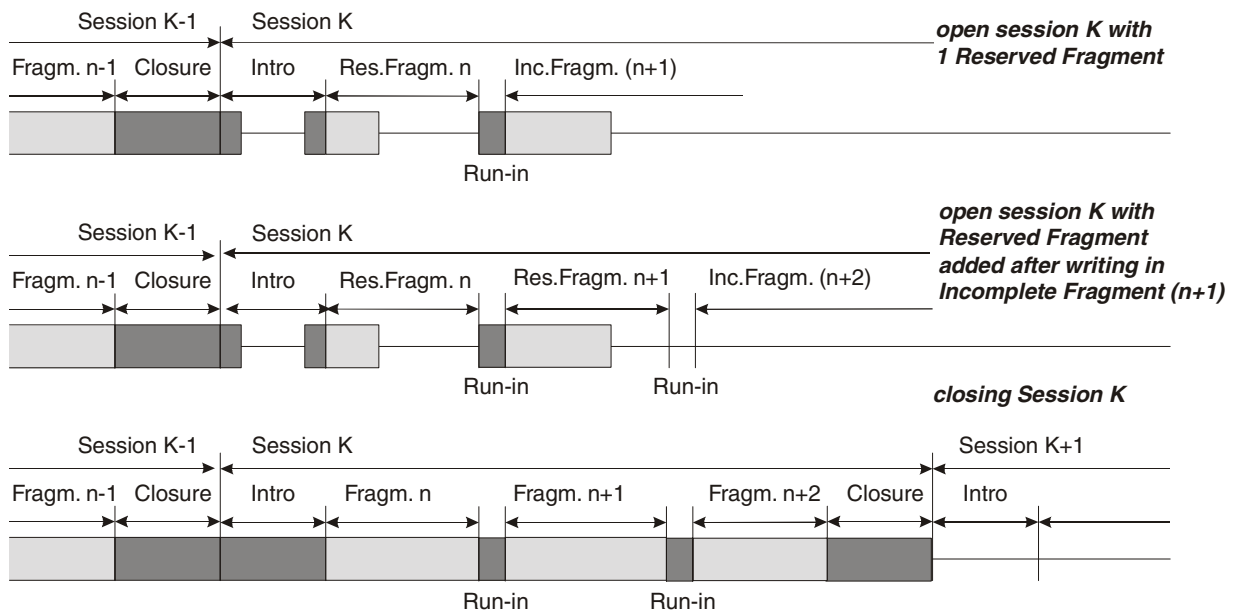 Session K-1 Session K open session K with
1 Reserved Fragment
Fragm. n-1 Closure Intro Res.Fragm. n Inc.Fragm. (n+1)
Run-in
open session K with
Session K-1 Session K Reserved Fragment
added after writing in
Fragm. n-1 Closure Intro Res.Fragm. n Res.Fragm. n+1 Inc.Fragm. (n+2) Incomplete Fragment (n+1)
Run-in Run-in
closing Session K
Session K-1 Session K Session K+1
Fragm. n-1 Closure Intro Fragm. n Fragm. n+1 Fragm. n+2 Closure Intro
Run-in Run-in